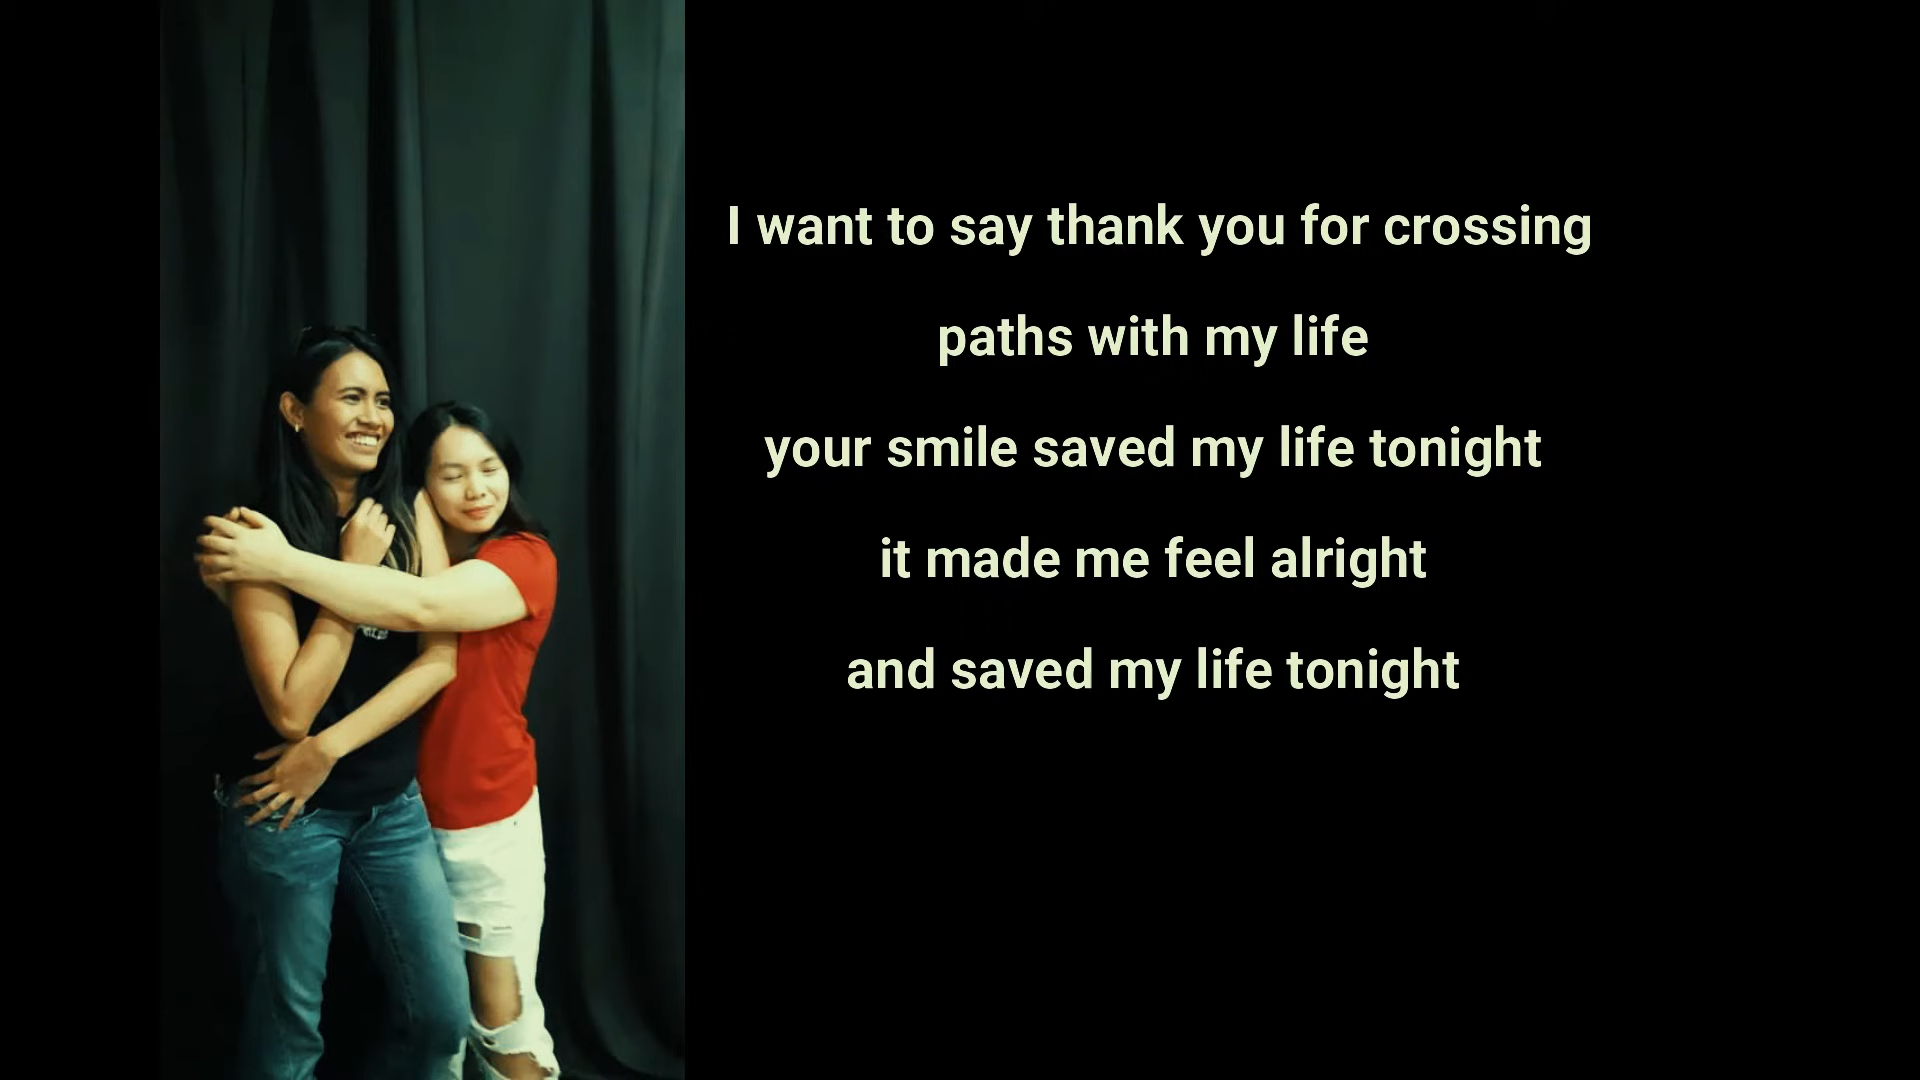 I want to say thank you for crossing
paths with my life
your smile saved my life tonight
it made me feel alright
and saved my life tonight